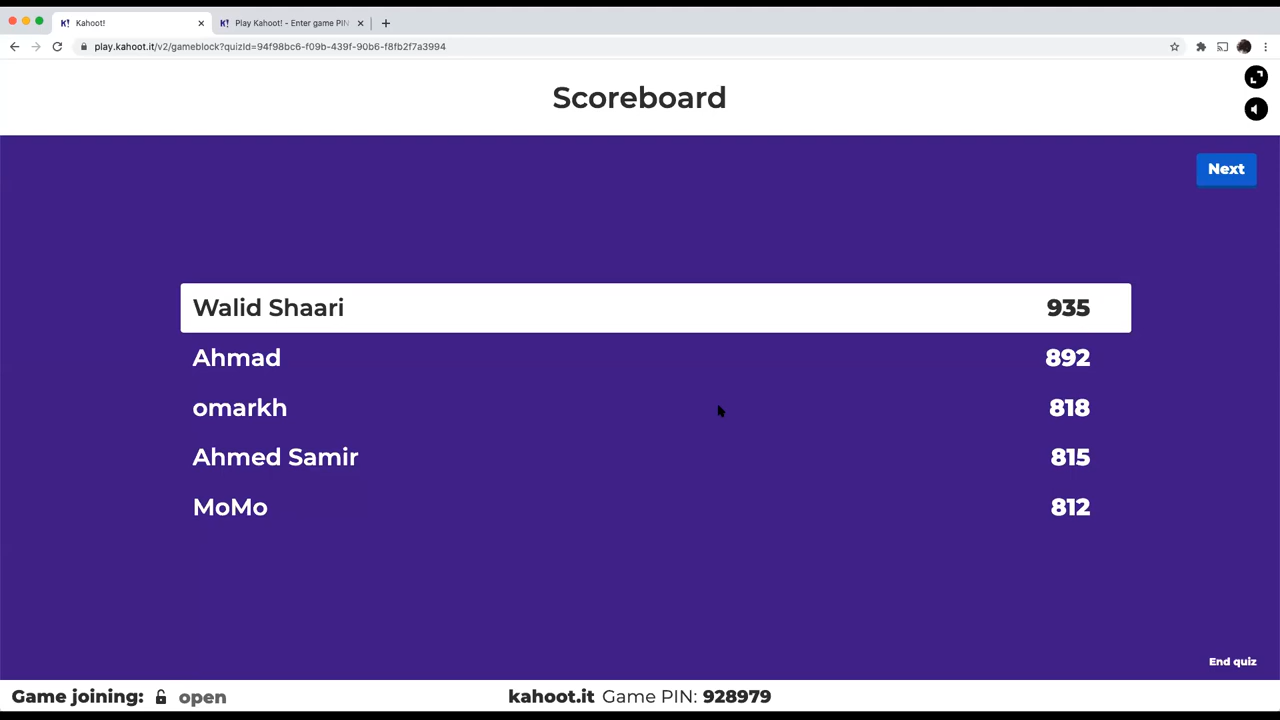 Kahoot!
Play Kahoot! - Enter game PIN
play.kahoot.it/v2/gameblock?quizId=94f98bc6-f09b-439f-90b6-f8fb2f7a3994
Scoreboard
Next
Walid Shaari 935
Ahmad 892
omarkh 818
Ahmed Samir 815
MoMo 812
End quiz
Game joining: open kahoot.it Game PIN: 928979